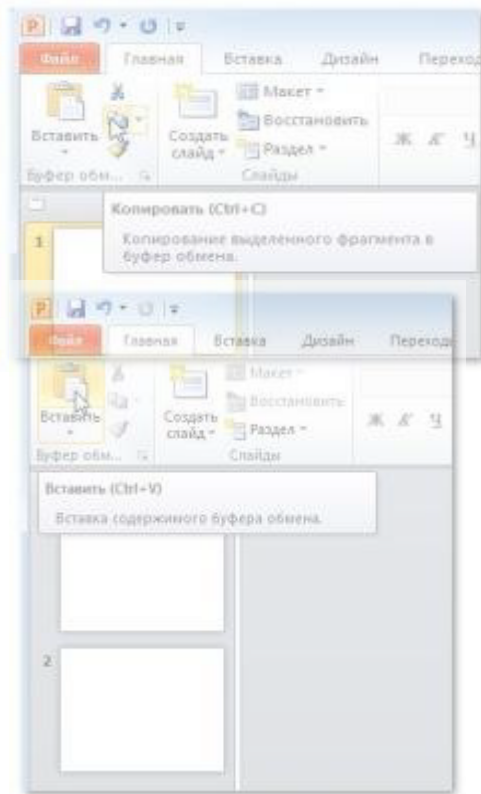 P
Файл Главная Вставка Дизайн Переход
Вставить
Создать слайд
Макет
Восстановить
Раздел
Ж К Ч
Буфер обм... Слайды
Копировать (Ctrl+C)
Копирование выделенного фрагмента в
буфер обмена.
1
P
Файл Главная Вставка Дизайн Переходы
Вставить
Создать слайд
Макет
Восстановить
Раздел
Ж К Ч
Буфер обм... Слайды
Вставить (Ctrl+V)
Вставка содержимого буфера обмена.
2